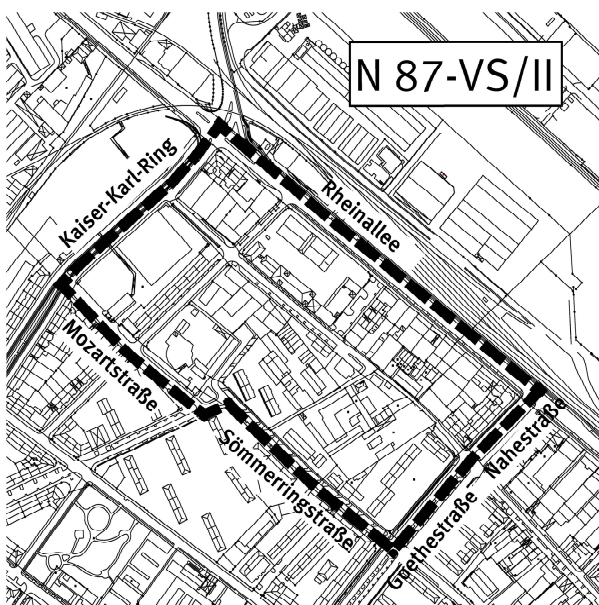 N 87-VS/II
Kaiser-Karl-Ring
Rheinallee
Mozartstraße
Sömmerringstraße
Nahestraße
Goethestraße